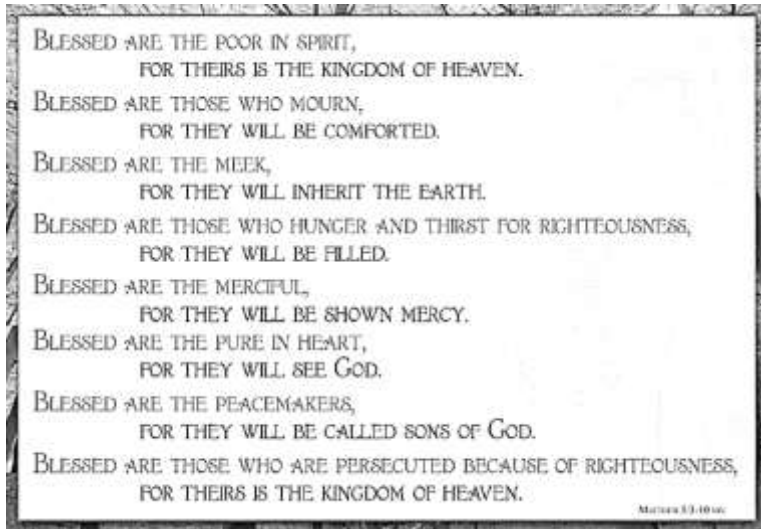 BLESSED ARE THE POOR IN SPIRIT,
FOR THEIRS IS THE KINGDOM OF HEAVEN.
BLESSED ARE THOSE WHO MOURN,
FOR THEY WILL BE COMFORTED.
BLESSED ARE THE MEEK,
FOR THEY WILL INHERIT THE EARTH.
BLESSED ARE THOSE WHO HUNGER AND THIRST FOR RIGHTEOUSNESS,
FOR THEY WILL BE FILLED.
BLESSED ARE THE MERCIFUL,
FOR THEY WILL BE SHOWN MERCY.
BLESSED ARE THE PURE IN HEART,
FOR THEY WILL SEE GOD.
BLESSED ARE THE PEACEMAKERS,
FOR THEY WILL BE CALLED SONS OF GOD.
BLESSED ARE THOSE WHO ARE PERSECUTED BECAUSE OF RIGHTEOUSNESS,
FOR THEIRS IS THE KINGDOM OF HEAVEN.
MATTHEW 5:3-10